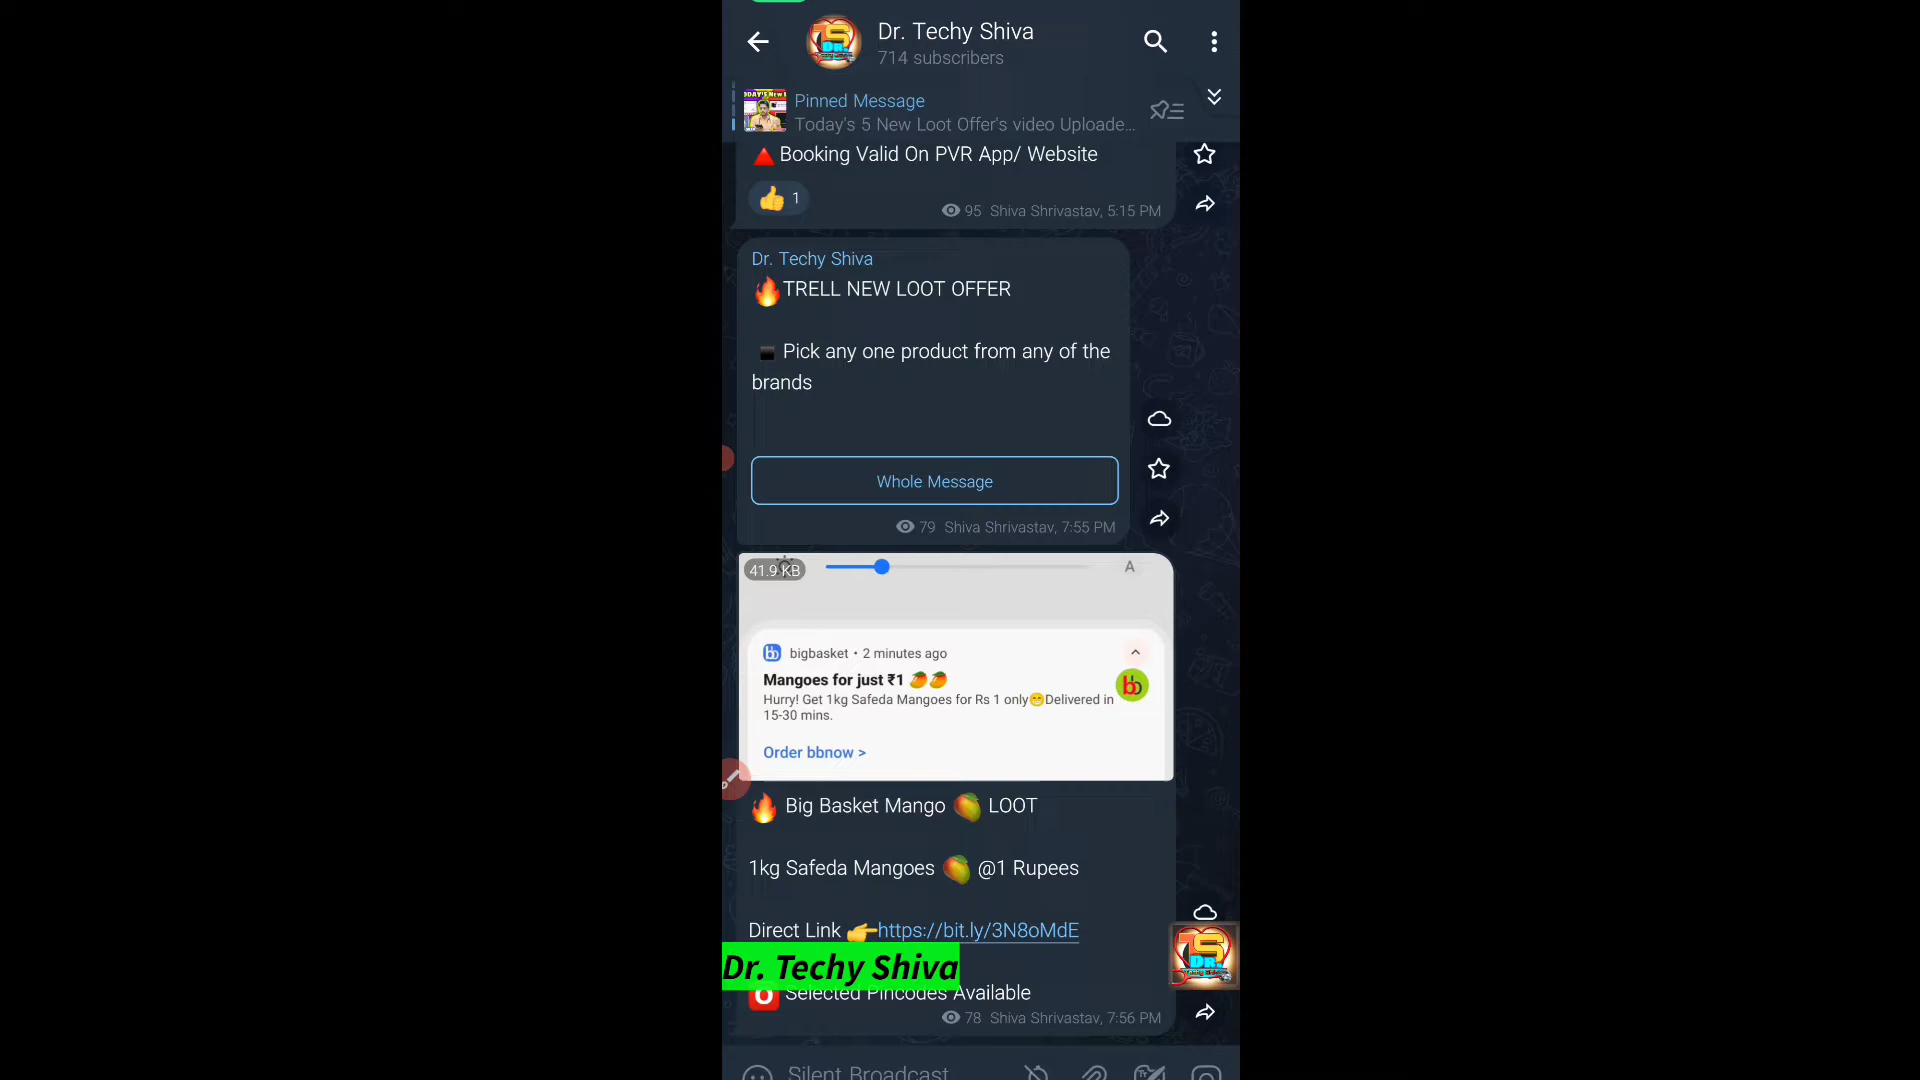 Dr. Techy Shiva
714 subscribers
Pinned Message
Today's 5 New Loot Offer's video Uploade...
🔺Booking Valid On PVR App/ Website
👍 1
95 Shiva Shrivastav, 5:15 PM
Dr. Techy Shiva
🔥TRELL NEW LOOT OFFER
▪️ Pick any one product from any of the
brands
Whole Message
79 Shiva Shrivastav, 7:55 PM
41.9 KB
A
bigbasket • 2 minutes ago
Mangoes for just ₹1 🥭🥭
Hurry! Get 1kg Safeda Mangoes for Rs 1 only😁Delivered in
15-30 mins.
Order bbnow >
bb
🔥 Big Basket Mango 🥭 LOOT
1kg Safeda Mangoes 🥭 @1 Rupees
Direct Link 👉https://bit.ly/3N8oMdE
Dr. Techy Shiva
🅾️ Selected Pincodes Available
78 Shiva Shrivastav, 7:56 PM
Silent Broadcast